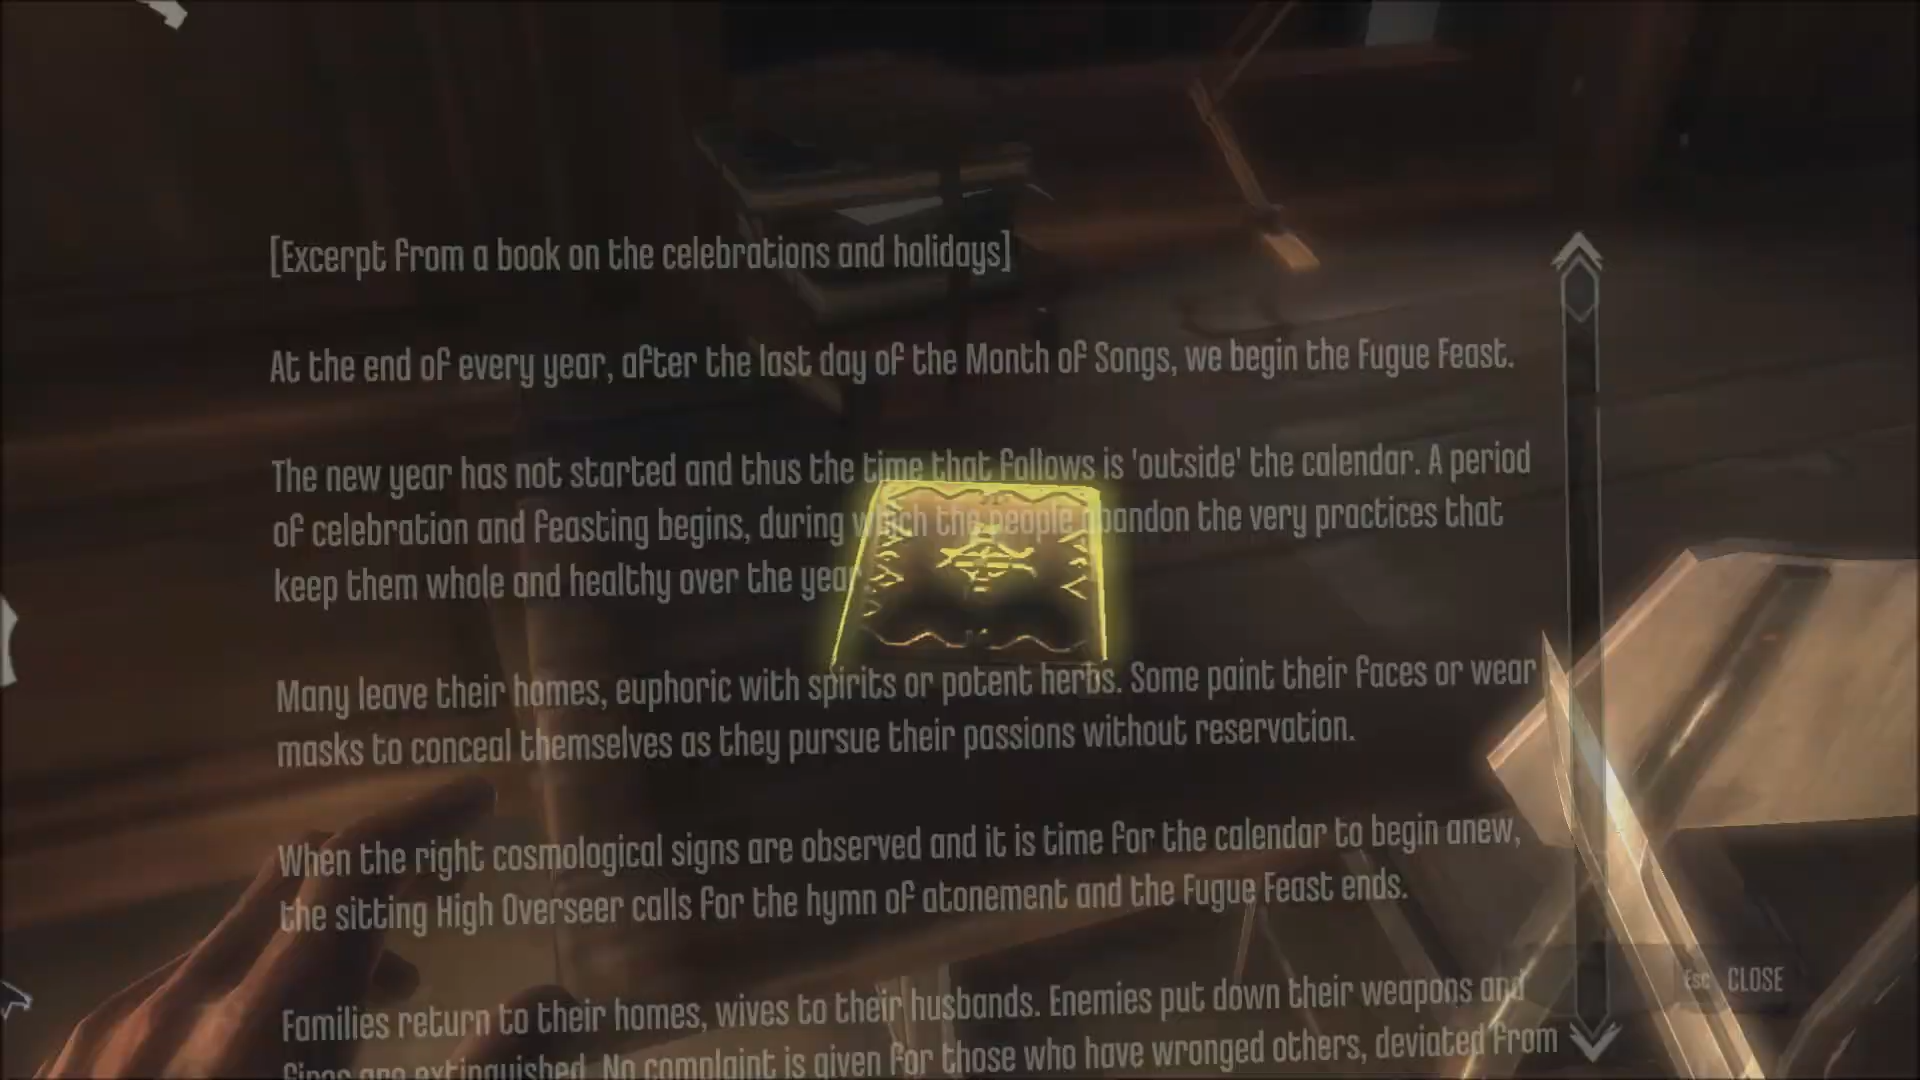 [Excerpt from a book on the celebrations and holidays]
At the end of every year, after the last day of the Month of Songs, we begin the Fugue Feast.
The new year has not started and thus the time that follows is 'outside' the calendar. A period
of celebration and feasting begins, during which the people abandon the very practices that
keep them whole and healthy over the year
Many leave their homes, euphoric with spirits or potent herbs. Some paint their faces or wear
masks to conceal themselves as they pursue their passions without reservation.
When the right cosmological signs are observed and it is time for the calendar to begin anew,
the sitting High Overseer calls for the hymn of atonement and the Fugue Feast ends.
Esc CLOSE
Families return to their homes, wives to their husbands. Enemies put down their weapons and
fires are extinguished. No complaint is given for those who have wronged others, deviated from